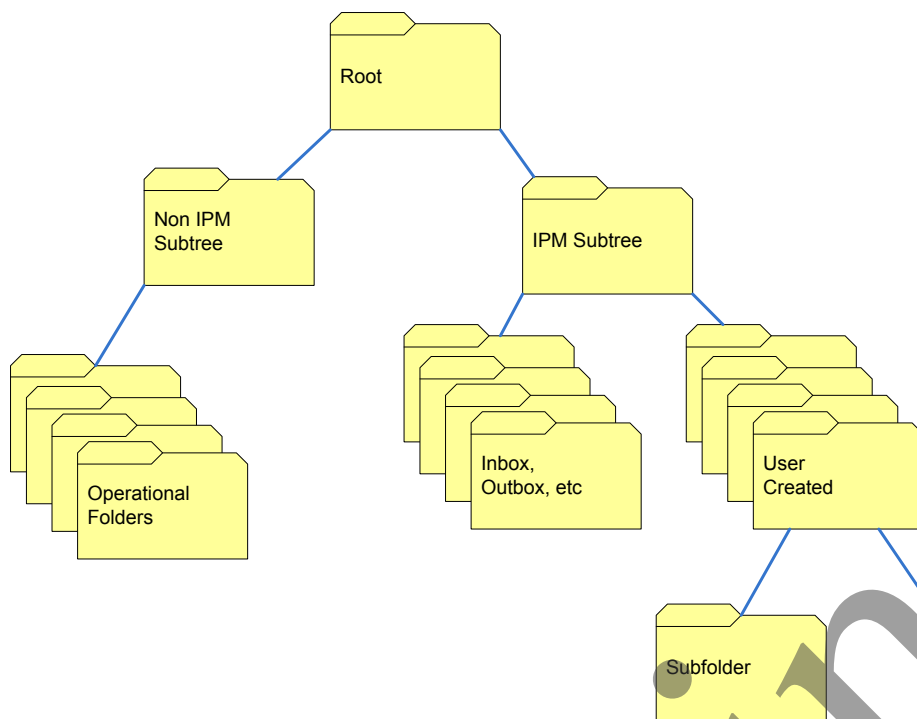 Root
Non IPM
Subtree
IPM Subtree
Operational
Folders
Inbox,
Outbox, etc
User
Created
Subfolder